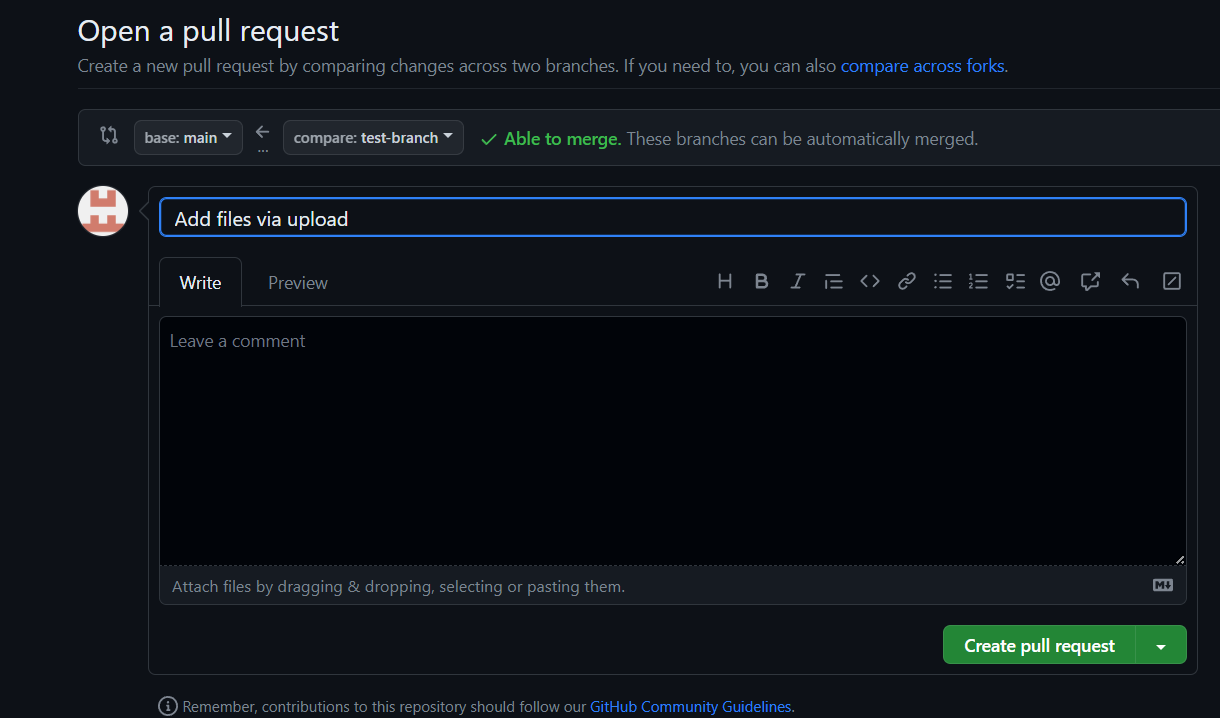 Open a pull request
Create a new pull request by comparing changes across two branches. If you need to, you can also compare across forks.
base: main
...
compare: test-branch
Able to merge. These branches can be automatically merged.
Add files via upload
Write
Preview
H B I @
Leave a comment
Attach files by dragging & dropping, selecting or pasting them.
M
Create pull request
Remember, contributions to this repository should follow our GitHub Community Guidelines.